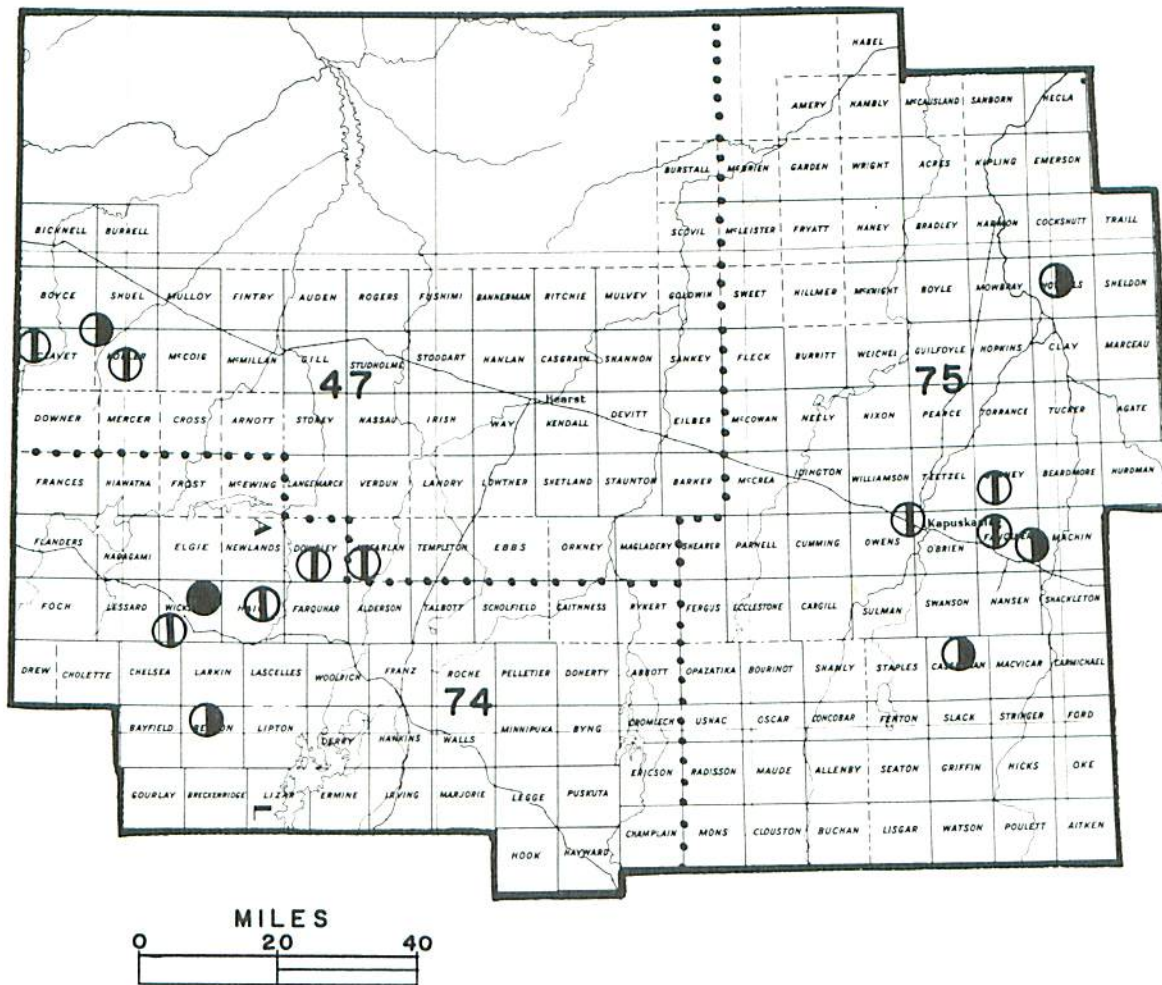 HABEL
AMERY HAMBLY McCAUSLAND SANBORN HECLA
BURSTALL McBRIEN GARDEN WRIGHT ACRES KIPLING EMERSON
BICKNELL BURRELL SCOVIL McLEISTER FRYATT HANEY BRADLEY HARMON COCKSHUTT TRAILL
BOYCE SHUEL MULLOY FINTRY AUDEN ROGERS FUSHIMI BANNERMAN RITCHIE MULVEY GOLDWIN SWEET HILLMER McKNIGHT BOYLE MOWBRAY SHELDON
McCOIG McMILLAN GILL STUDHOLME STODDART HANLAN CASGRAIN SHANNON SANKEY FLECK BURRITT WEICHEL GUILFOYLE HOPKINS CLAY MARCEAU
47 75
Hearst
DOWNER MERCER CROSS ARNOTT STOREY NASSAU IRISH WAY KENDALL DEVITT EILBER McCOWAN NEELY NIXON PEARCE TORRANCE TUCKER AGATE
FRANCES HIAWATHA FROST McEWING LANGEMARCK VERDUN LANDRY LOWTHER SHETLAND STAUNTON BARKER McCREA IDINGTON WILLIAMSON TEETZEL BEARDMORE HURDMAN
Kapuskasing
FLANDERS NAGAGAMI ELGIE NEWLANDS TEMPLETON EBBS ORKNEY MAGLADERY SHEARER PARNELL CUMMING OWENS O'BRIEN MACHIN
FOCH LESSARD FARQUHAR ALDERSON TALBOTT SCHOLFIELD CAITHNESS RYKERT FERGUS ECCLESTONE CARGILL SULMAN SWANSON HANSEN SHACKLETON
DREW CHOLETTE CHELSEA LARKIN LASCELLES WOOLRICH FRANZ ROCHE PELLETIER DOHERTY ABBOTT OPAZATIKA BOURINOT SHANLY STAPLES MACVICAR CARMICHAEL
74
BAYFIELD LIPTON DERRY HAWKINS WALLS MINNIPUKA BYNG CROMLECH USNAC OSCAR CONCOBAR FENTON SLACK STRINGER FORD
GOURLAY BRECKENRIDGE LIZAR ERMINE IRVING MARJORIE LEGGE PUSKUTA ERICSON RADISSON MAUDE ALLENBY SEATON GRIFFIN HICKS OKE
HOOK HAYWARD CHAMPLAIN MONS CLOUSTON BUCHAN LISGAR WATSON POULETT AITKEN
MILES
0 20 40